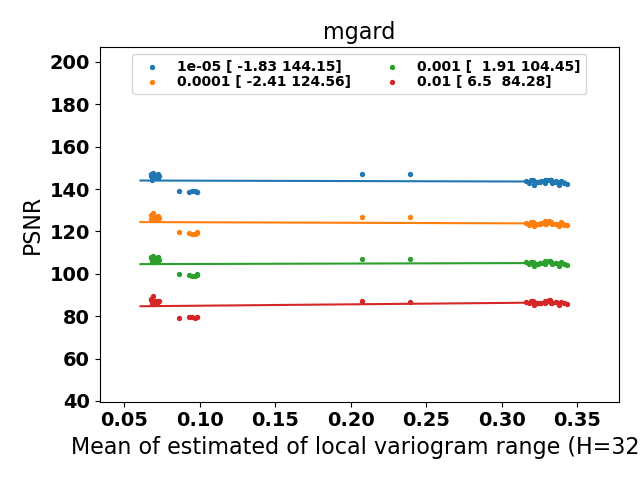 mgard
1e-05 [ -1.83 144.15]
0.0001 [ -2.41 124.56]
0.001 [  1.91 104.45]
0.01 [ 6.5  84.28]
PSNR
200
180
160
140
120
100
80
60
40
0.05 0.10 0.15 0.20 0.25 0.30 0.35
Mean of estimated of local variogram range (H=32